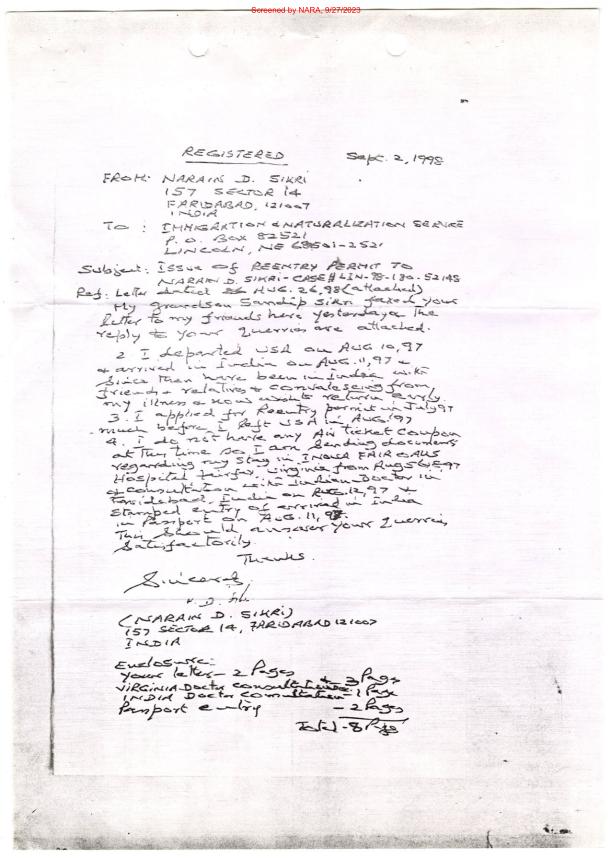 Screened by NARA, 9/27/2023
REGISTERED Sept. 2, 1998
FROM: NARAIN D. SIKRI
157 SECTOR 14
FARIDABAD, 121007
INDIA
TO : IMMIGRATION & NATURALIZATION SERVICE
P.O. BOX 82521
LINCOLN, NE 68501-2521
Subject: Issue of REENTRY PERMIT TO
NARAIN D. SIKRI-CASE# LIN-98-180-52148
Ref: Letter dated AUG. 26, 98 (attached)
My grandson Sandip Sikri faxed your
letter to my friends here yesterday. The
reply to your querries are attached.
2. I departed USA on AUG 10, 97
& arrived in India on AUG. 11, 97 &
since then have been in India with
friends & relatives & convalescing from
my illness & now wish to return early.
3. I applied for Reentry permit in July 97
much before I left USA in AUG. 97
4. I do not have any Air ticket coupon
at this time so I am sending documents
regarding my stay in INOVA FAIR OAKS
Hospital Fairfax, Virginia from Aug 5 97
& consultation with Indian Doctor in
Faridabad, India on AUG. 12, 97 &
Stamped entry of arrived in India
in Passport on AUG. 11, 97.
This should answer your querries
Satisfactorily.
Thanks.
Sincerely,
N. D. Sikri
(NARAIN D. SIKRI)
157 SECTOR 14, FARIDABAD 121007
INDIA
Enclosure:
Your letter - 2 Pages
VIRGINIA Doctor consultation 3 Page
INDIA Doctor consultation - 1 Page
Passport entry - 2 Pages
Total - 8 Pages